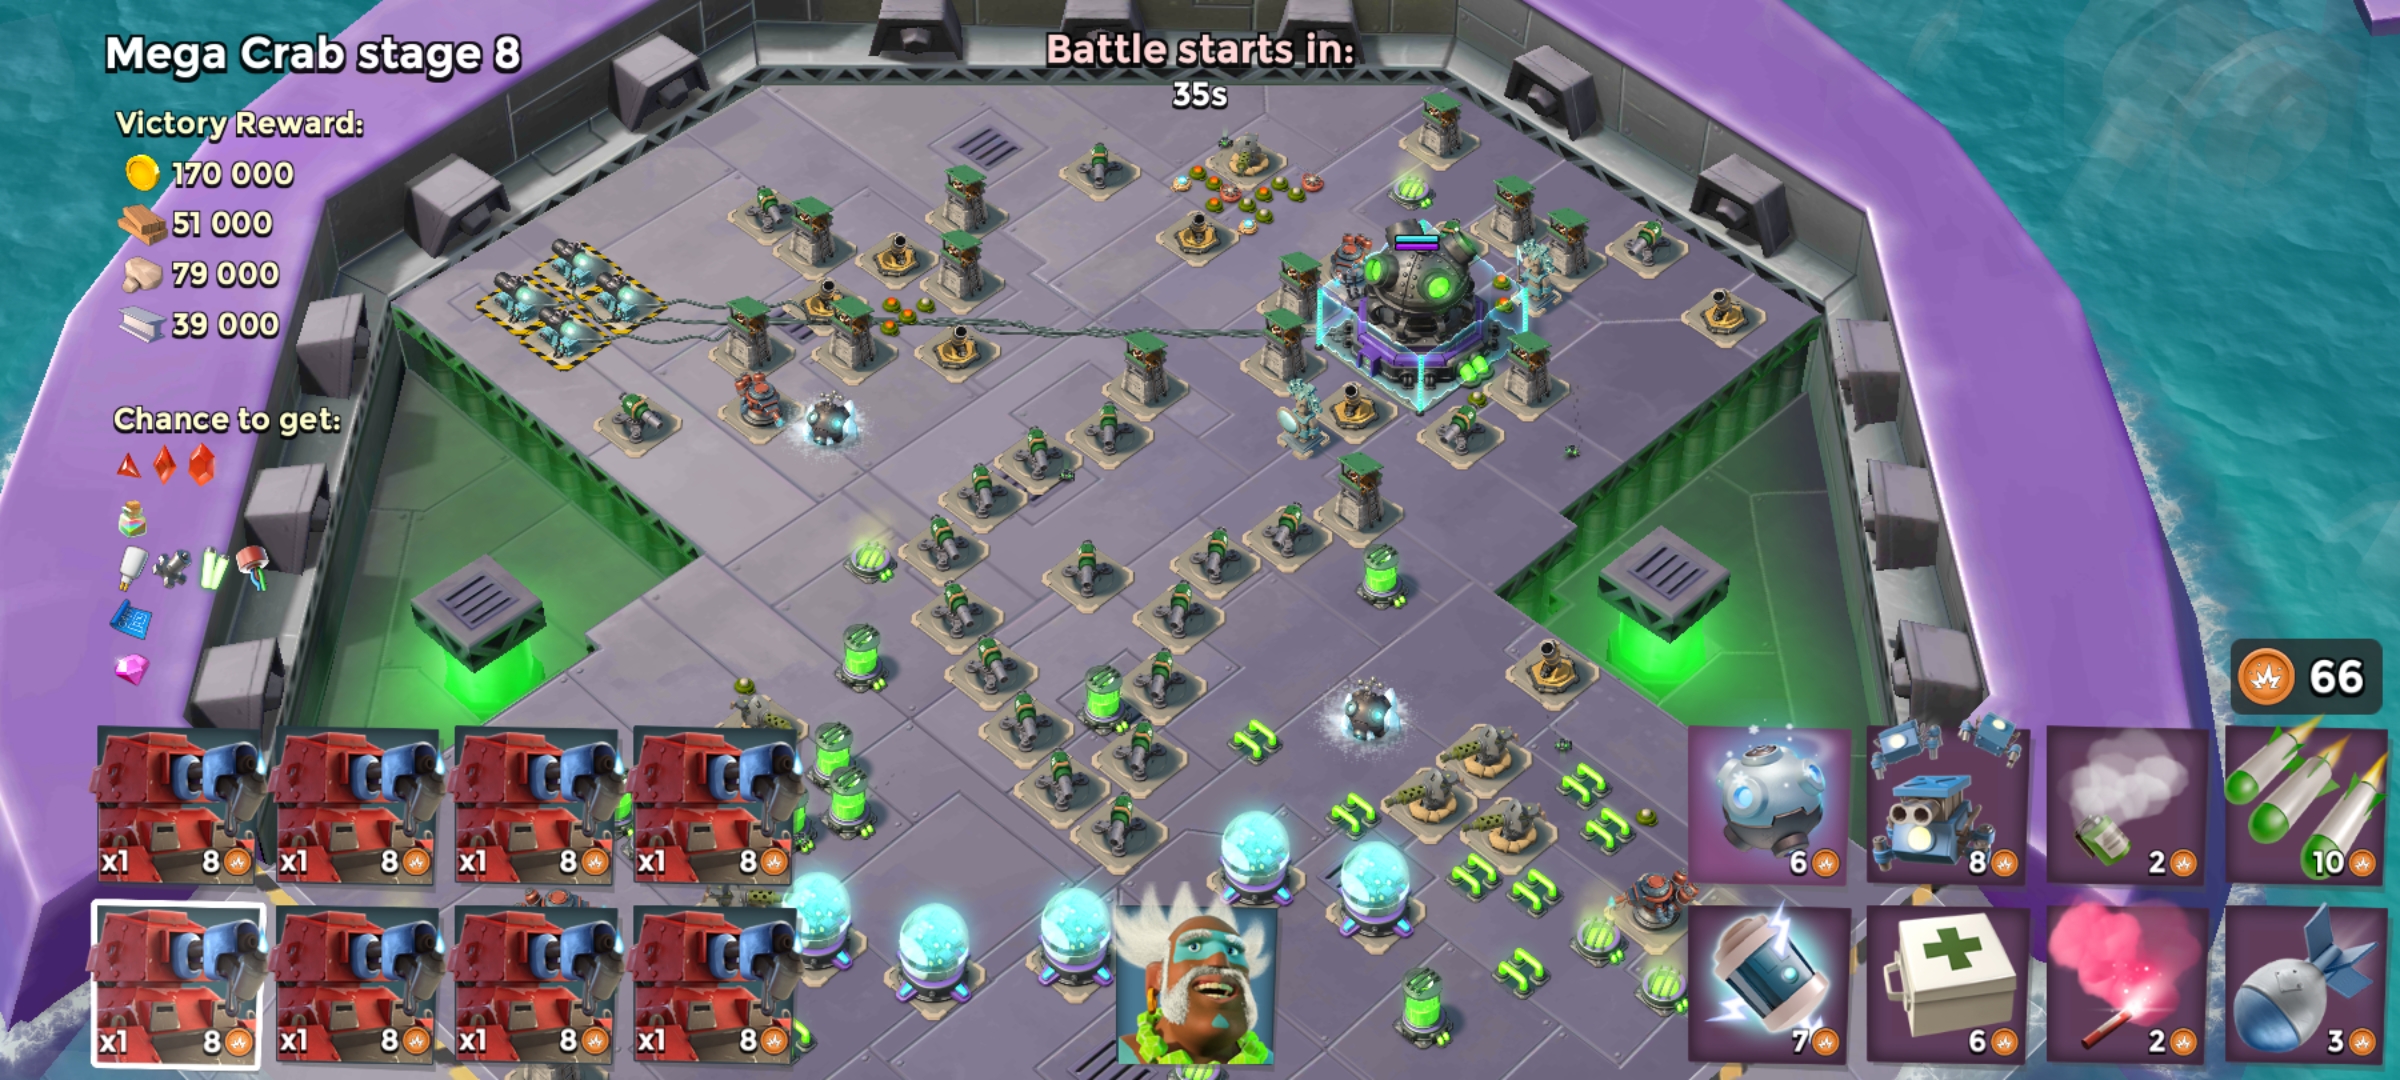 Mega Crab stage 8
Battle starts in:
35s
Victory Reward:
170 000
51 000
79 000
39 000
Chance to get:
66
x1 8
x1 8
x1 8
x1 8
6
8
2
10
x1 8
x1 8
x1 8
x1 8
7
6
2
3